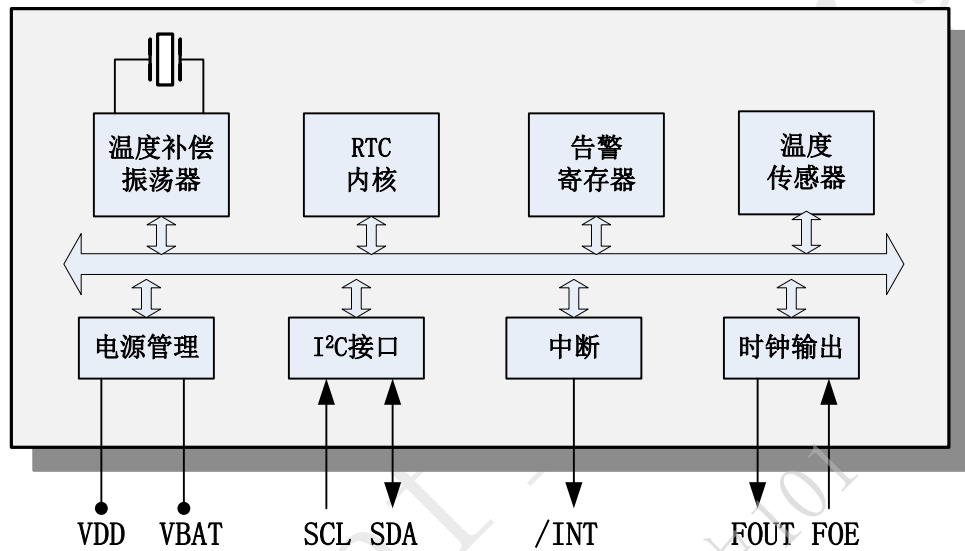 温度补偿
振荡器
RTC
内核
告警
寄存器
温度
传感器
电源管理
I²C接口
中断
时钟输出
VDD VBAT SCL SDA /INT FOUT FOE